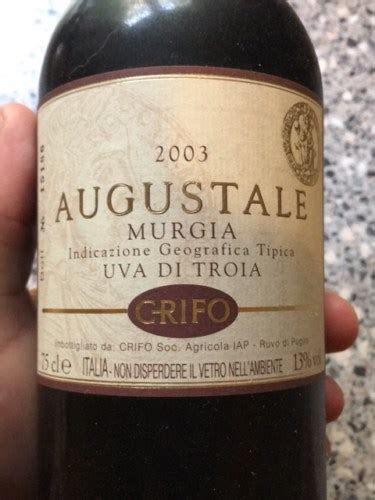 2003
AUGUSTALE
MURGIA
Indicazione Geografica Tipica
UVA DI TROIA
CRIFO
Imbottigliato da: CRIFO Soc. Agricola IAP - Ruvo di Puglia
75 cl e ITALIA - NON DISPERDERE IL VETRO NELL'AMBIENTE 13% vol